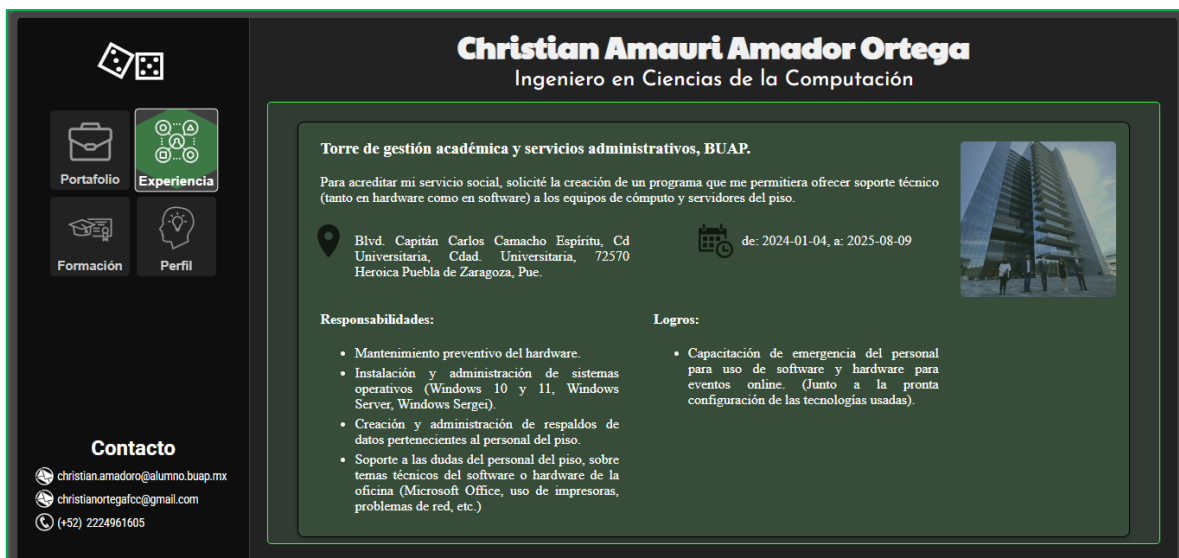 Christian Amauri Amador Ortega
Ingeniero en Ciencias de la Computación
Portafolio
Experiencia
Formación
Perfil
Torre de gestión académica y servicios administrativos, BUAP.
Para acreditar mi servicio social, solicité la creación de un programa que me permitiera ofrecer soporte técnico
(tanto en hardware como en software) a los equipos de cómputo y servidores del piso.
Blvd. Capitán Carlos Camacho Espíritu, Cd
Universitaria, Cdad. Universitaria, 72570
Heroica Puebla de Zaragoza, Pue.
de: 2024-01-04, a: 2025-08-09
Responsabilidades:
• Mantenimiento preventivo del hardware.
• Instalación y administración de sistemas
operativos (Windows 10 y 11, Windows
Server, Windows Sergei).
• Creación y administración de respaldos de
datos pertenecientes al personal del piso.
• Soporte a las dudas del personal del piso, sobre
temas técnicos del software o hardware de la
oficina (Microsoft Office, uso de impresoras,
problemas de red, etc.)
Logros:
• Capacitación de emergencia del personal
para uso de software y hardware para
eventos online. (Junto a la pronta
configuración de las tecnologías usadas).
Contacto
christian.amadoro@alumno.buap.mx
christianortegafcc@gmail.com
(+52) 2224961605